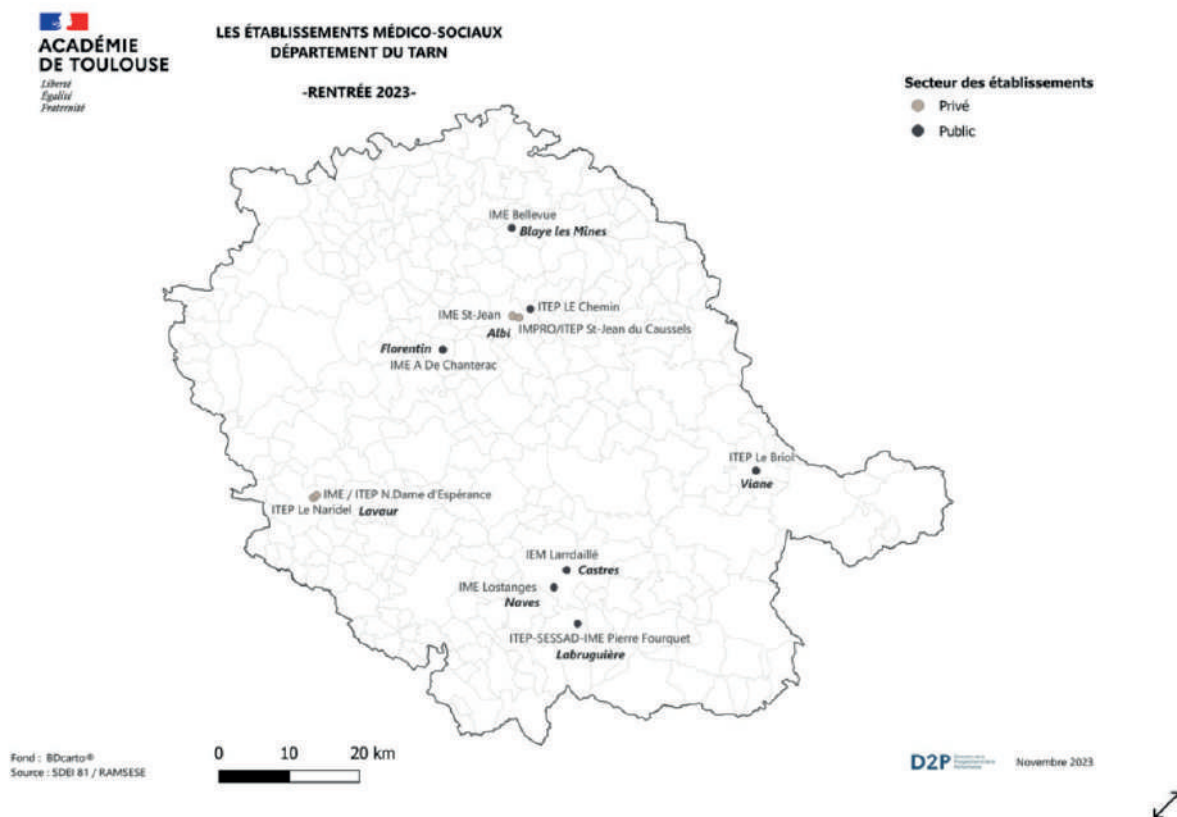 ACADÉMIE
DE TOULOUSE
Liberté
Égalité
Fraternité
LES ÉTABLISSEMENTS MÉDICO-SOCIAUX
DÉPARTEMENT DU TARN
-RENTRÉE 2023-
Secteur des établissements
Privé
Public
IME Bellevue
Blaye les Mines
ITEP LE Chemin
IME St-Jean
IMPRO/ITEP St-Jean du Caussels
Albi
Florentin
IME A De Chanterac
ITEP Le Briol
Viane
IME / ITEP N.Dame d'Espérance
ITEP Le Naridel Lavaur
IEM Lamdaillé
Castres
IME Lostanges
Naves
ITEP-SESSAD-IME Pierre Fourquet
Labruguière
0 10 20 km
Fond : BDcarto®
Source : SDEI 81 / RAMSESE
D2P
Novembre 2023